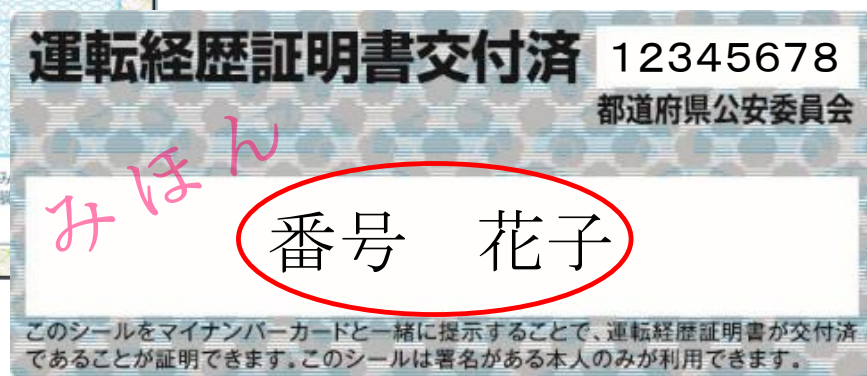 運転経歴証明書交付済 12345678
都道府県公安委員会
みほん
番号 花子
このシールをマイナンバーカードと一緒に提示することで、運転経歴証明書が交付済
であることが証明できます。このシールは署名がある本人のみが利用できます。